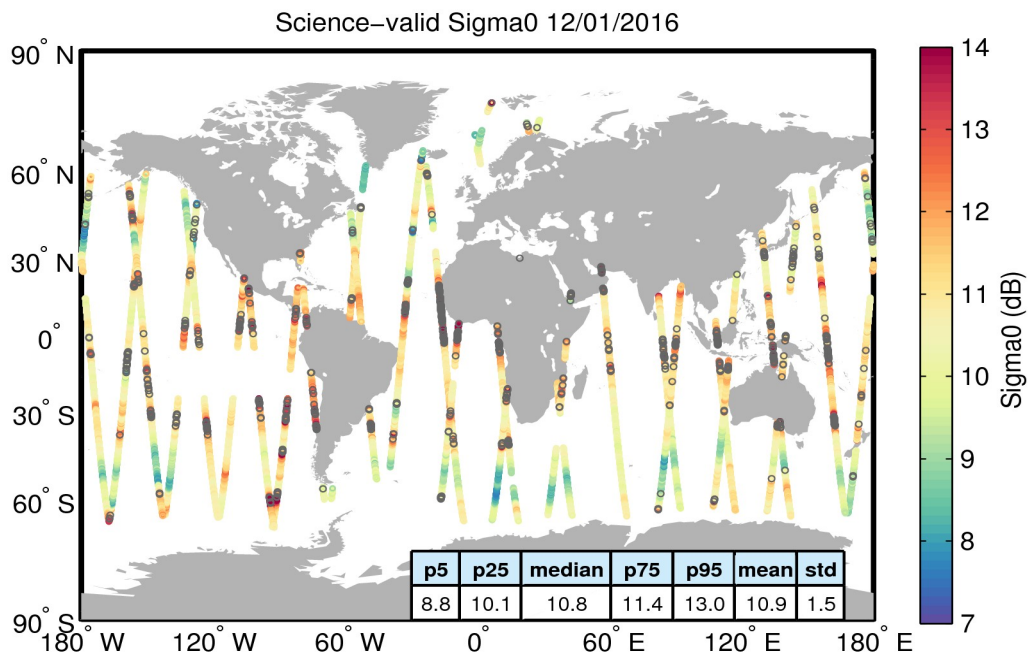 Science−valid Sigma0 12/01/2016
90° N
60° N
30° N
0°
30° S
60° S
90° S
180° W
120° W
60° W
0°
60° E
120° E
180° E
p5 p25 median p75 p95 mean std
8.8 10.1 10.8 11.4 13.0 10.9 1.5
14
13
12
11
10
9
8
7
Sigma0 (dB)